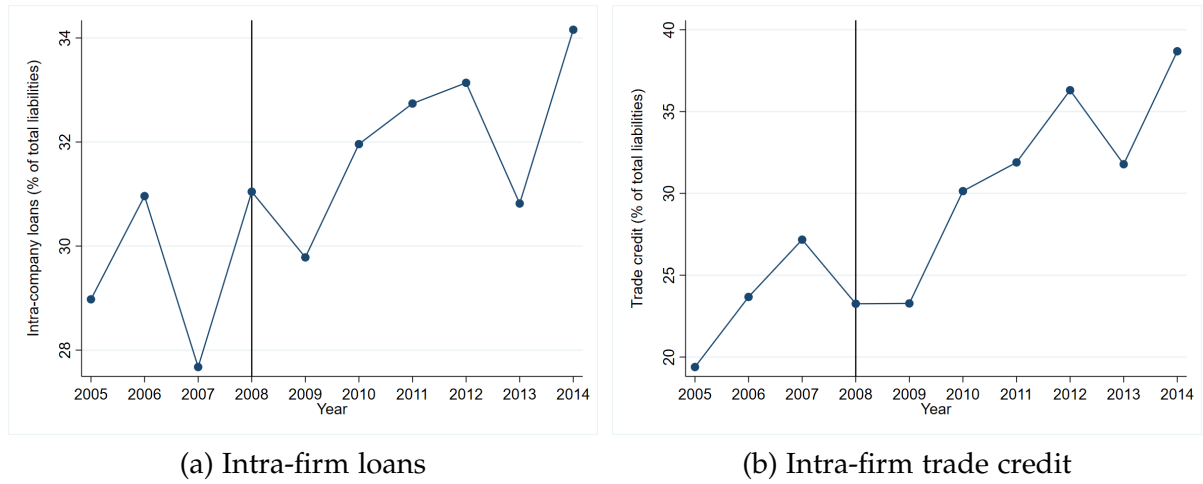 Intra-company loans (% of total liabilities)
34
32
30
28
2005 2006 2007 2008 2009 2010 2011 2012 2013 2014
Year
(a) Intra-firm loans
Trade credit (% of total liabilities)
40
35
30
25
20
2005 2006 2007 2008 2009 2010 2011 2012 2013 2014
Year
(b) Intra-firm trade credit